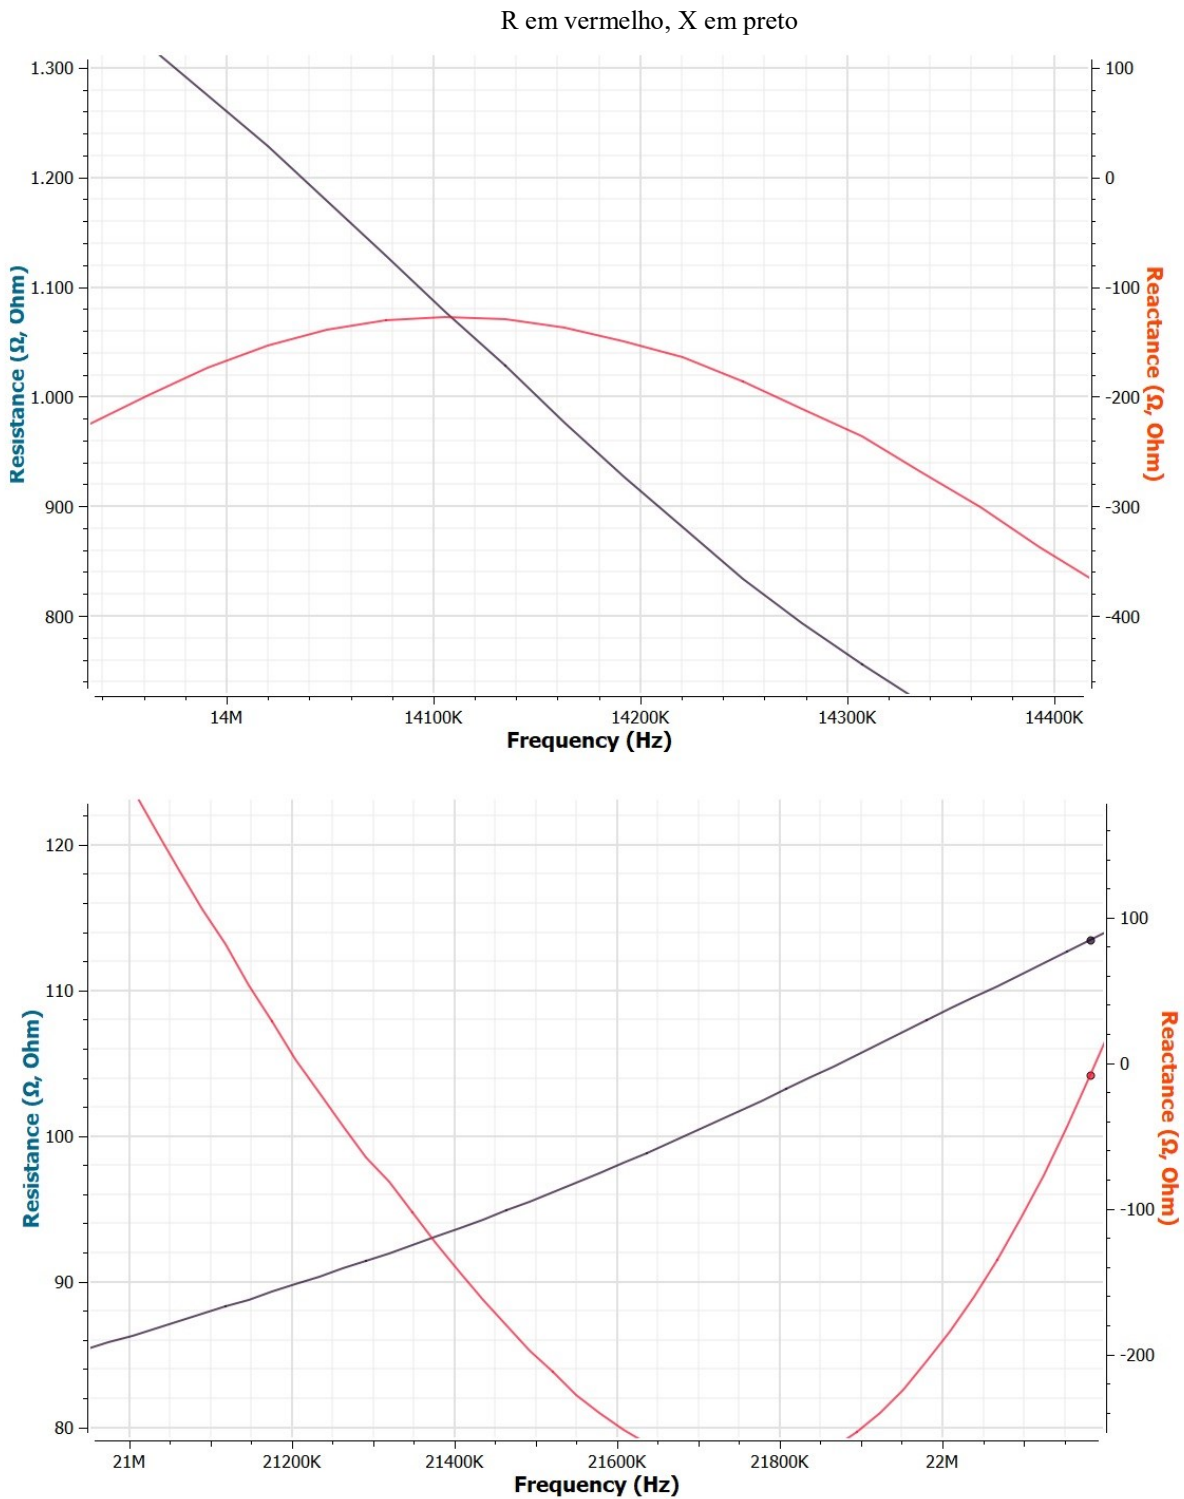 R em vermelho, X em preto
1.300
1.200
1.100
1.000
900
800
Resistance (Ω, Ohm)
100
0
-100
-200
-300
-400
Reactance (Ω, Ohm)
14M 14100K 14200K 14300K 14400K
Frequency (Hz)
120
110
100
90
80
Resistance (Ω, Ohm)
100
0
-100
-200
Reactance (Ω, Ohm)
21M 21200K 21400K 21600K 21800K 22M
Frequency (Hz)